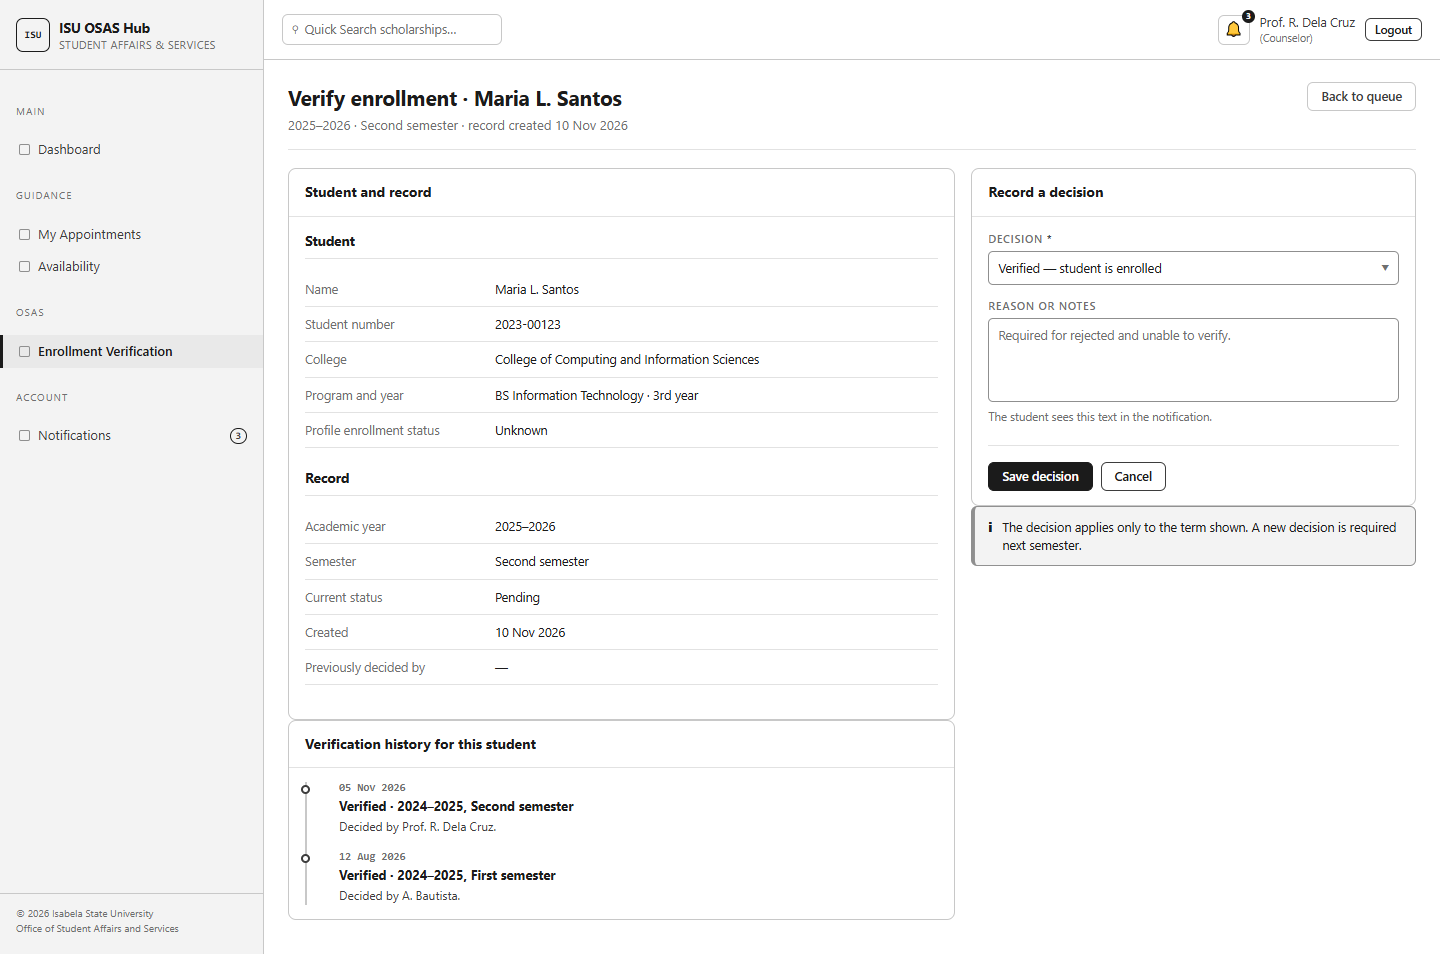 ISU
ISU OSAS Hub
STUDENT AFFAIRS & SERVICES
MAIN
Dashboard
GUIDANCE
My Appointments
Availability
OSAS
Enrollment Verification
ACCOUNT
Notifications
3
© 2026 Isabela State University
Office of Student Affairs and Services
Quick Search scholarships...
3
Prof. R. Dela Cruz
(Counselor)
Logout
Verify enrollment · Maria L. Santos
2025–2026 · Second semester · record created 10 Nov 2026
Back to queue
Student and record
Student
Name Maria L. Santos
Student number 2023-00123
College College of Computing and Information Sciences
Program and year BS Information Technology · 3rd year
Profile enrollment status Unknown
Record
Academic year 2025–2026
Semester Second semester
Current status Pending
Created 10 Nov 2026
Previously decided by —
Verification history for this student
05 Nov 2026
Verified · 2024–2025, Second semester
Decided by Prof. R. Dela Cruz.
12 Aug 2026
Verified · 2024–2025, First semester
Decided by A. Bautista.
Record a decision
DECISION *
Verified — student is enrolled
REASON OR NOTES
Required for rejected and unable to verify.
The student sees this text in the notification.
Save decision
Cancel
i The decision applies only to the term shown. A new decision is required
next semester.